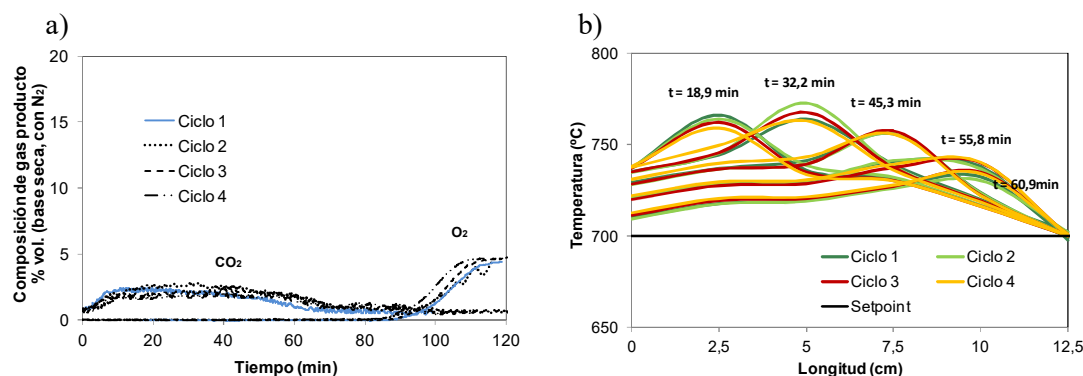 a)
Composición de gas producto
% vol. (base seca, con N₂)
20
15
10
5
0
Ciclo 1
Ciclo 2
Ciclo 3
Ciclo 4
CO₂
O₂
0 20 40 60 80 100 120
Tiempo (min)
b)
Temperatura (ºC)
800
750
700
650
t = 18,9 min
t = 32,2 min
t = 45,3 min
t = 55,8 min
t = 60,9min
Ciclo 1 Ciclo 2
Ciclo 3 Ciclo 4
Setpoint
0 2,5 5 7,5 10 12,5
Longitud (cm)